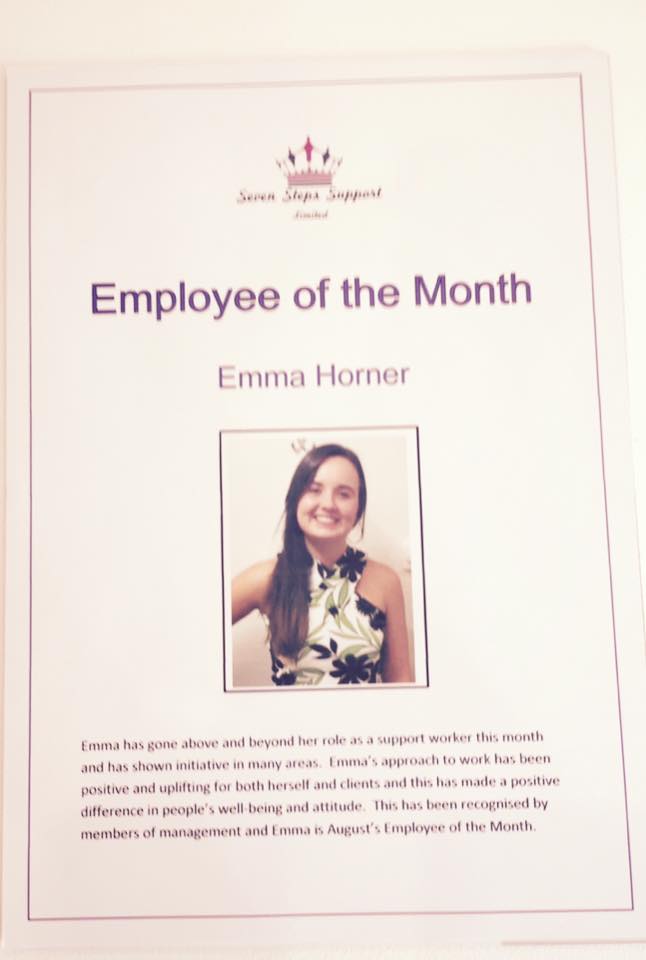 Seven Steps Support
Limited
Employee of the Month
Emma Horner
Emma has gone above and beyond her role as a support worker this month
and has shown initiative in many areas.  Emma's approach to work has been
positive and uplifting for both herself and clients and this has made a positive
difference in people's well-being and attitude.  This has been recognised by
members of management and Emma is August's Employee of the Month.